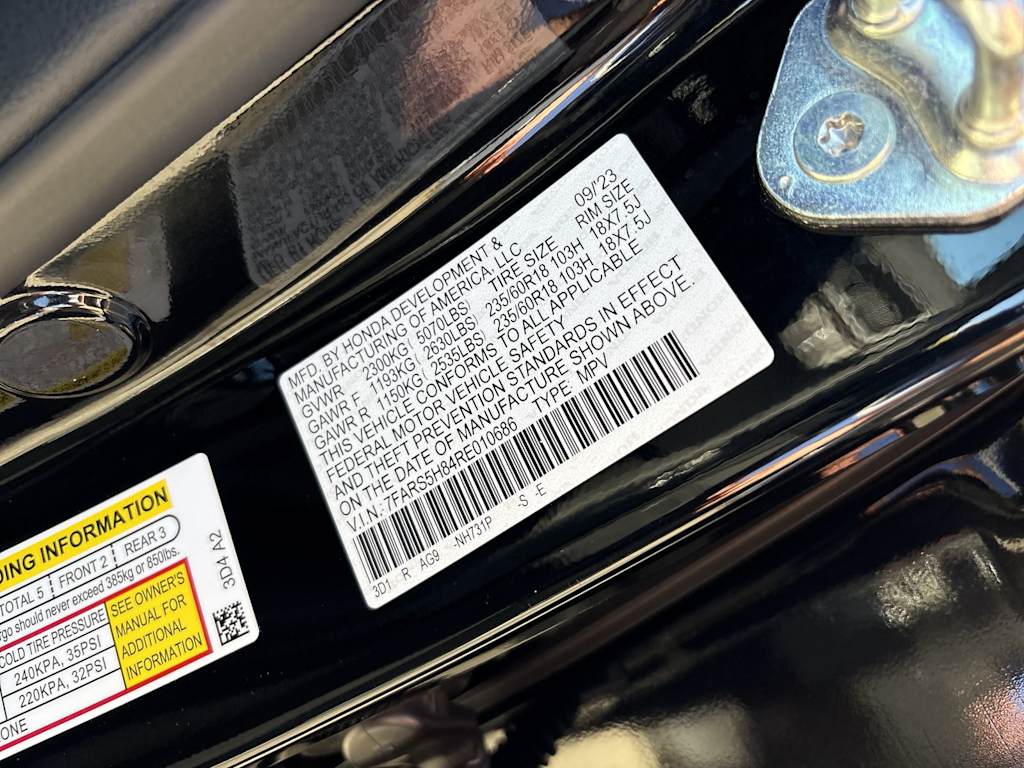 09/'23
MFD. BY HONDA DEVELOPMENT &
MANUFACTURING OF AMERICA, LLC
GVWR 2300KG 5070LBS TIRE SIZE RIM SIZE
GAWR F 1193KG 2630LBS 235/60R18 103H 18X7.5J
GAWR R 1150KG 2535LBS 235/60R18 103H 18X7.5J
THIS VEHICLE CONFORMS TO ALL APPLICABLE
FEDERAL MOTOR VEHICLE SAFETY
AND THEFT PREVENTION STANDARDS IN EFFECT
ON THE DATE OF MANUFACTURE SHOWN ABOVE.
V.I.N: 7FARS5H84RE010686 TYPE: MPV
AG9 NH731P -S -E
ING INFORMATION
TOTAL 5 FRONT 2 REAR 3
should never exceed 385kg or 850lbs.
COLD TIRE PRESSURE
240KPA, 35PSI
220KPA, 32PSI
SEE OWNER'S
MANUAL FOR
ADDITIONAL
INFORMATION
3D4 A2